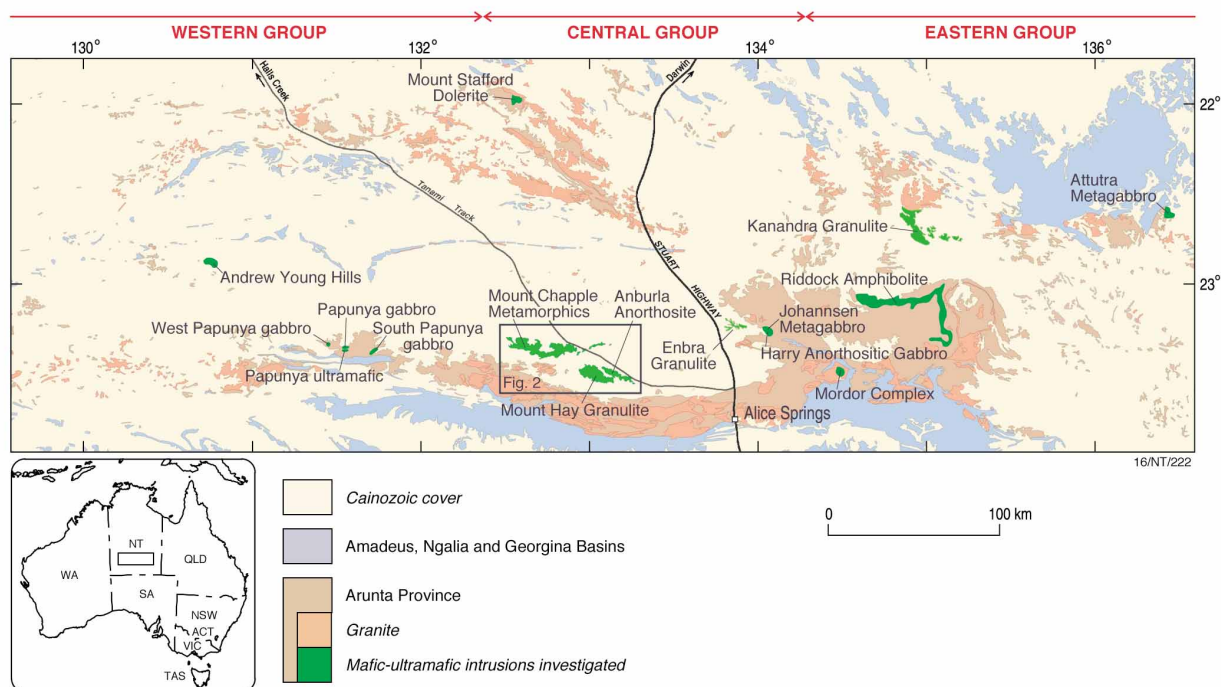 WESTERN GROUP
CENTRAL GROUP
EASTERN GROUP
130°
132°
134°
136°
22°
23°
Halls Creek
Darwin
Mount Stafford
Dolerite
Tanami Track
STUART HIGHWAY
Attutra
Metagabbro
Kanandra Granulite
Andrew Young Hills
Riddock Amphibolite
Mount Chapple
Metamorphics
Anburla
Anorthosite
West Papunya gabbro
Papunya gabbro
South Papunya
gabbro
Papunya ultramafic
Johannsen
Metagabbro
Enbra
Granulite
Harry Anorthositic Gabbro
Fig. 2
Mount Hay Granulite
Mordor Complex
Alice Springs
16/NT/222
WA
NT
QLD
SA
NSW
ACT
VIC
TAS
Cainozoic cover
Amadeus, Ngalia and Georgina Basins
Arunta Province
Granite
Mafic-ultramafic intrusions investigated
0
100 km